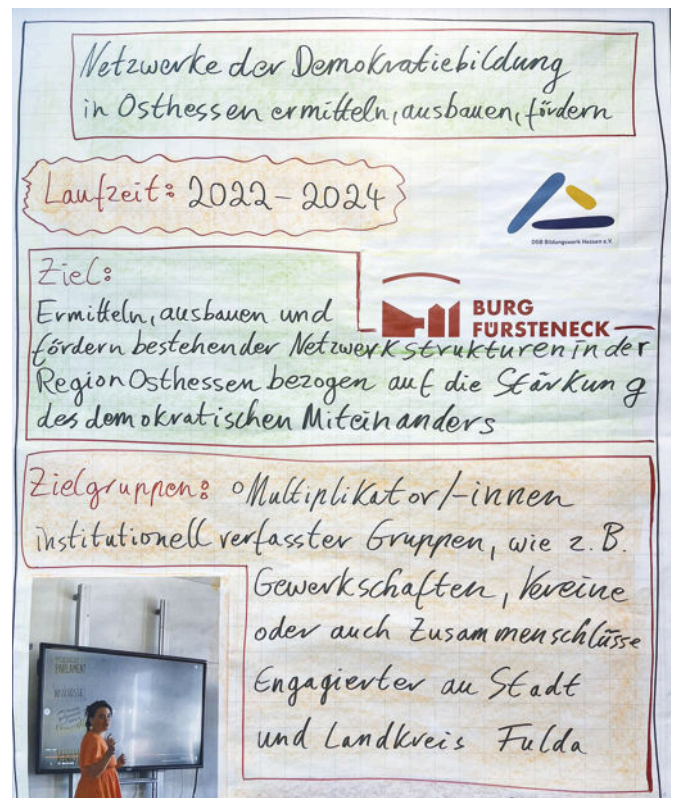 Netzwerke der Demokratiebildung
in Osthessen ermitteln, ausbauen, fördern
Laufzeit: 2022-2024
DGB Bildungswerk Hessen e.V.
Ziel:
BURG
FÜRSTENECK
Ermitteln, ausbauen und
fördern bestehender Netzwerkstrukturen in der
Region Osthessen bezogen auf die Stärkung
des demokratischen Miteinanders
Zielgruppen: Multiplikator/-innen
institutionell verfasster Gruppen, wie z. B.
Gewerkschaften, Vereine
oder auch Zusammenschlüsse
Engagierter au Stadt
und Landkreis Fulda
PARLAMENT